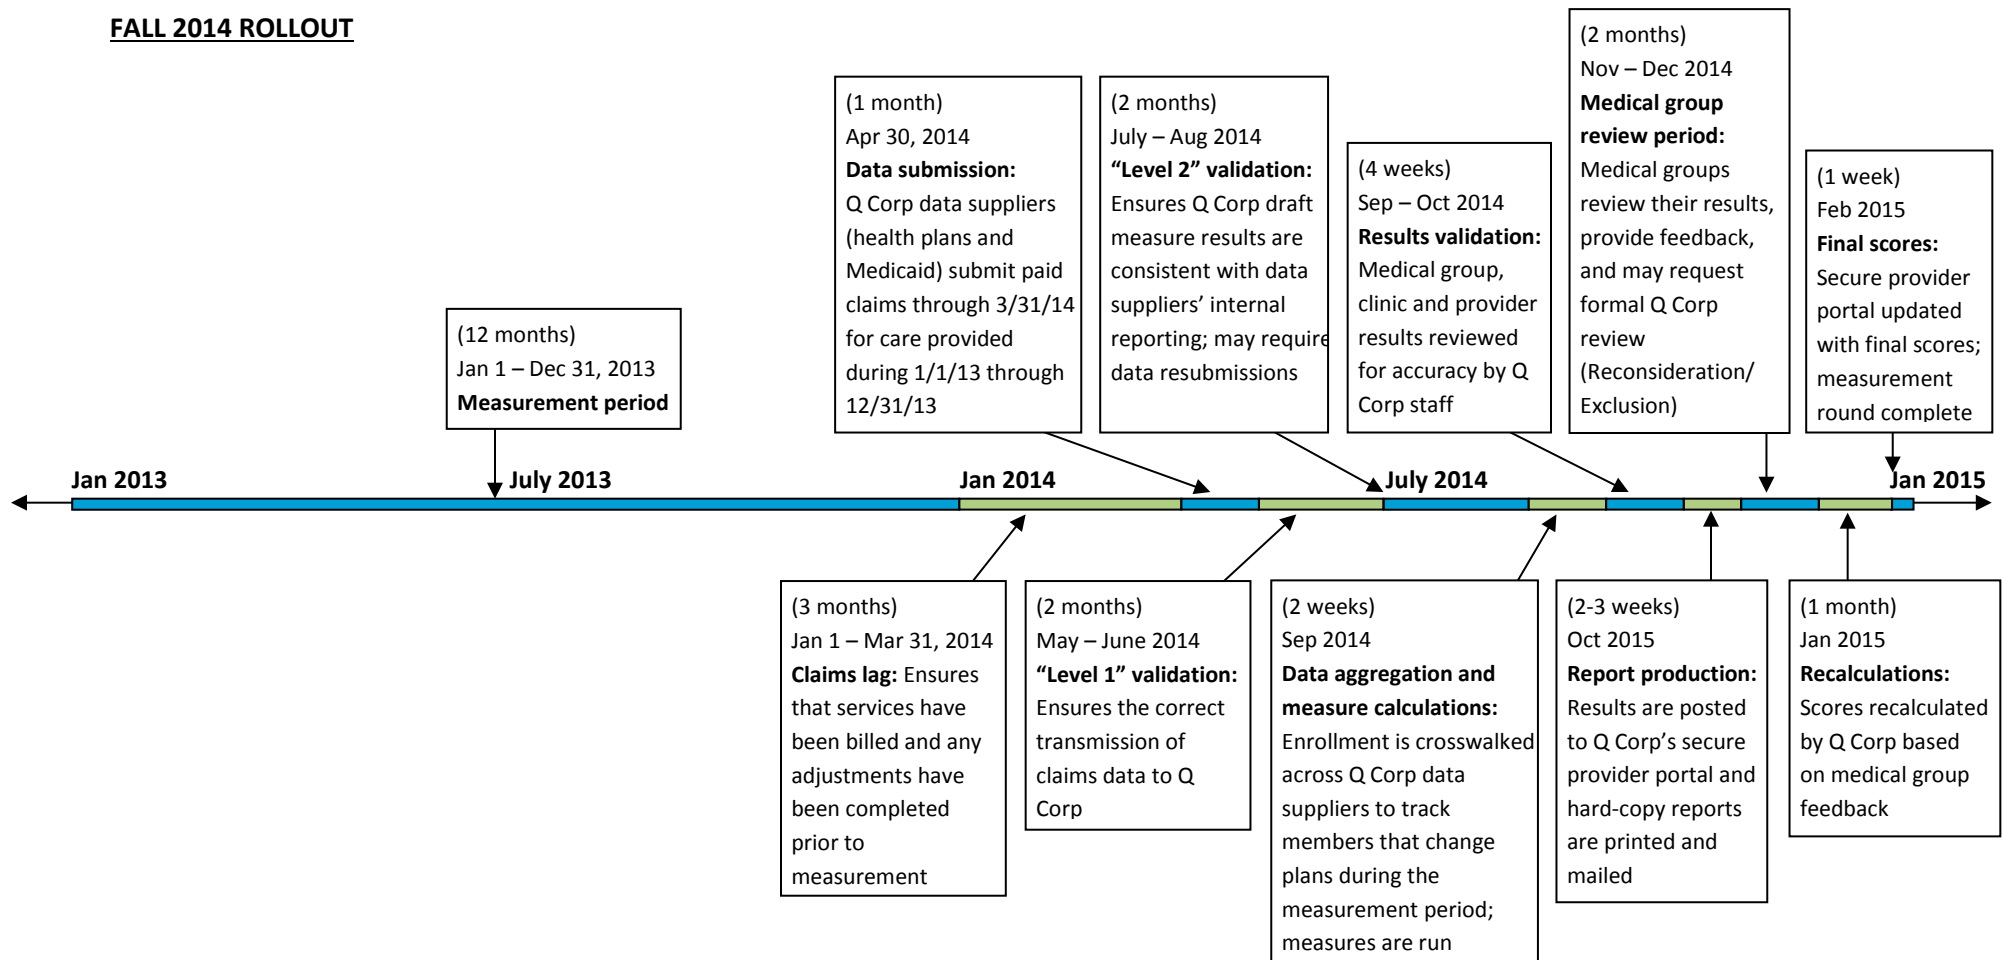 FALL 2014 ROLLOUT
(12 months)
Jan 1 – Dec 31, 2013
Measurement period
(1 month)
Apr 30, 2014
Data submission:
Q Corp data suppliers
(health plans and
Medicaid) submit paid
claims through 3/31/14
for care provided
during 1/1/13 through
12/31/13
(2 months)
July – Aug 2014
“Level 2” validation:
Ensures Q Corp draft
measure results are
consistent with data
suppliers’ internal
reporting; may require
data resubmissions
(4 weeks)
Sep – Oct 2014
Results validation:
Medical group,
clinic and provider
results reviewed
for accuracy by Q
Corp staff
(2 months)
Nov – Dec 2014
Medical group
review period:
Medical groups
review their results,
provide feedback,
and may request
formal Q Corp
review
(Reconsideration/
Exclusion)
(1 week)
Feb 2015
Final scores:
Secure provider
portal updated
with final scores;
measurement
round complete
Jan 2013
July 2013
Jan 2014
July 2014
Jan 2015
(3 months)
Jan 1 – Mar 31, 2014
Claims lag: Ensures
that services have
been billed and any
adjustments have
been completed
prior to
measurement
(2 months)
May – June 2014
“Level 1” validation:
Ensures the correct
transmission of
claims data to Q
Corp
(2 weeks)
Sep 2014
Data aggregation and
measure calculations:
Enrollment is crosswalked
across Q Corp data
suppliers to track
members that change
plans during the
measurement period;
measures are run
(2-3 weeks)
Oct 2015
Report production:
Results are posted
to Q Corp’s secure
provider portal and
hard-copy reports
are printed and
mailed
(1 month)
Jan 2015
Recalculations:
Scores recalculated
by Q Corp based
on medical group
feedback